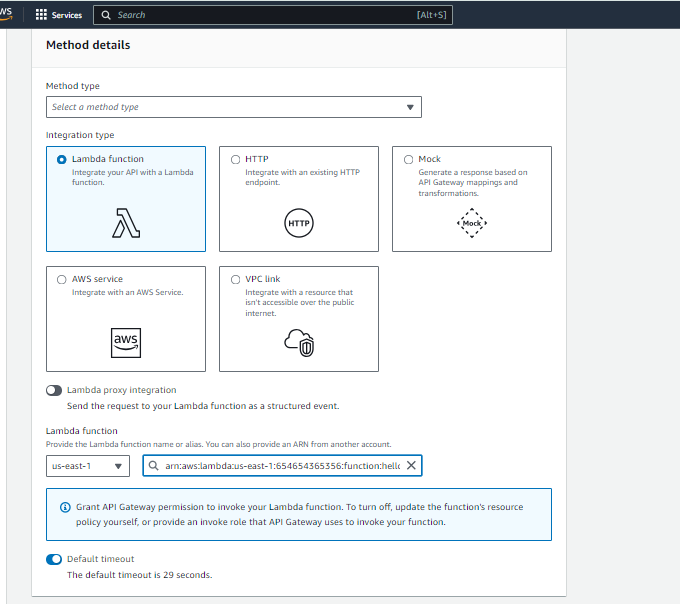 aws
Services
Search
[Alt+S]
Method details
Method type
Select a method type
Integration type
Lambda function
Integrate your API with a Lambda
function.
HTTP
Integrate with an existing HTTP
endpoint.
HTTP
Mock
Generate a response based on
API Gateway mappings and
transformations.
Mock
AWS service
Integrate with an AWS Service.
aws
VPC link
Integrate with a resource that
isn't accessible over the public
internet.
Lambda proxy integration
Send the request to your Lambda function as a structured event.
Lambda function
Provide the Lambda function name or alias. You can also provide an ARN from another account.
us-east-1
arn:aws:lambda:us-east-1:654654365356:function:hello
Grant API Gateway permission to invoke your Lambda function. To turn off, update the function's resource
policy yourself, or provide an invoke role that API Gateway uses to invoke your function.
Default timeout
The default timeout is 29 seconds.